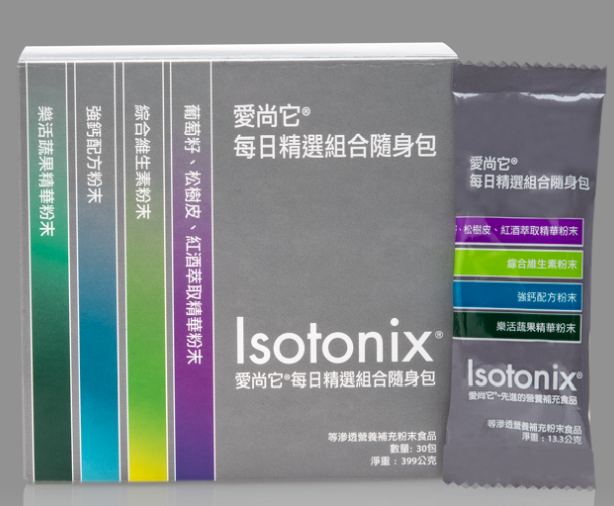 樂活蔬果精華粉末
強鈣配方粉末
綜合維生素粉末
葡萄籽、松樹皮、紅酒萃取精華粉末
愛尚它®
每日精選組合隨身包
Isotonix®
愛尚它®每日精選組合隨身包
等滲透營養補充粉末食品
數量: 30包
淨重：399公克
愛尚它®
每日精選組合隨身包
、松樹皮、紅酒萃取精華粉末
綜合維生素粉末
強鈣配方粉末
樂活蔬果精華粉末
Isotonix®
愛尚它®-先進的營養補充食品
等滲透營養補充粉末食品
淨重：13.3公克